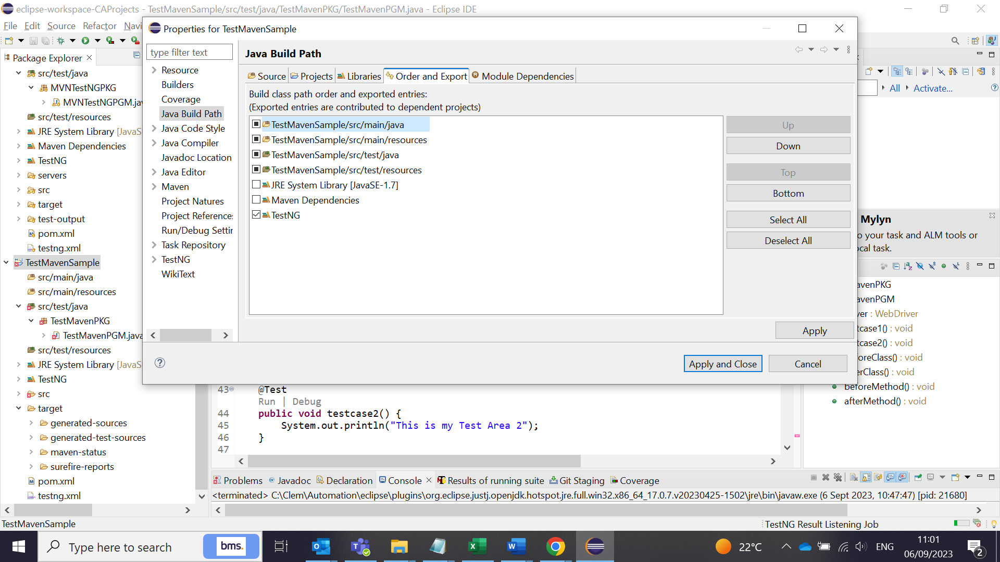 eclipse-workspace-CAProjects - TestMavenSample/src/test/java/TestMavenPKG/TestMavenPGM.java - Eclipse IDE
File Edit Source Refactor Navi
Package Explorer
src/test/java
MVNTestNGPKG
MVNTestNGPGM.jav
src/test/resources
JRE System Library [JavaS
Maven Dependencies
TestNG
servers
src
target
test-output
pom.xml
testng.xml
TestMavenSample
src/main/java
src/main/resources
src/test/java
TestMavenPKG
TestMavenPGM.java
src/test/resources
JRE System Library [JavaS
TestNG
src
target
generated-sources
generated-test-sources
maven-status
surefire-reports
pom.xml
testng.xml
TestMavenSample
Properties for TestMavenSample
type filter text
Resource
Builders
Coverage
Java Build Path
Java Code Style
Java Compiler
Javadoc Location
Java Editor
Maven
Project Natures
Project References
Run/Debug Settin
Task Repository
TestNG
WikiText
Java Build Path
Source Projects Libraries Order and Export Module Dependencies
Build class path order and exported entries:
(Exported entries are contributed to dependent projects)
TestMavenSample/src/main/java
TestMavenSample/src/main/resources
TestMavenSample/src/test/java
TestMavenSample/src/test/resources
JRE System Library [JavaSE-1.7]
Maven Dependencies
TestNG
Up
Down
Top
Bottom
Select All
Deselect All
Apply
Apply and Close Cancel
All Activate...
Mylyn
o your task and ALM tools or
ocal task.
avenPKG
avenPGM
ver : WebDriver
tcase1() : void
tcase2() : void
oreClass() : void
erClass() : void
beforeMethod() : void
afterMethod() : void
43 @Test
Run | Debug
44 public void testcase2() {
45 System.out.println("This is my Test Area 2");
46 }
47
Problems Javadoc Declaration Console Results of running suite Git Staging Coverage
<terminated> C:\Clem\Automation\eclipse\plugins\org.eclipse.justj.openjdk.hotspot.jre.full.win32.x86_64_17.0.7.v20230425-1502\jre\bin\javaw.exe (6 Sept 2023, 10:47:47) [pid: 21680]
TestNG Result Listening Job
Type here to search
bms.
22°C
ENG
11:01
06/09/2023
2